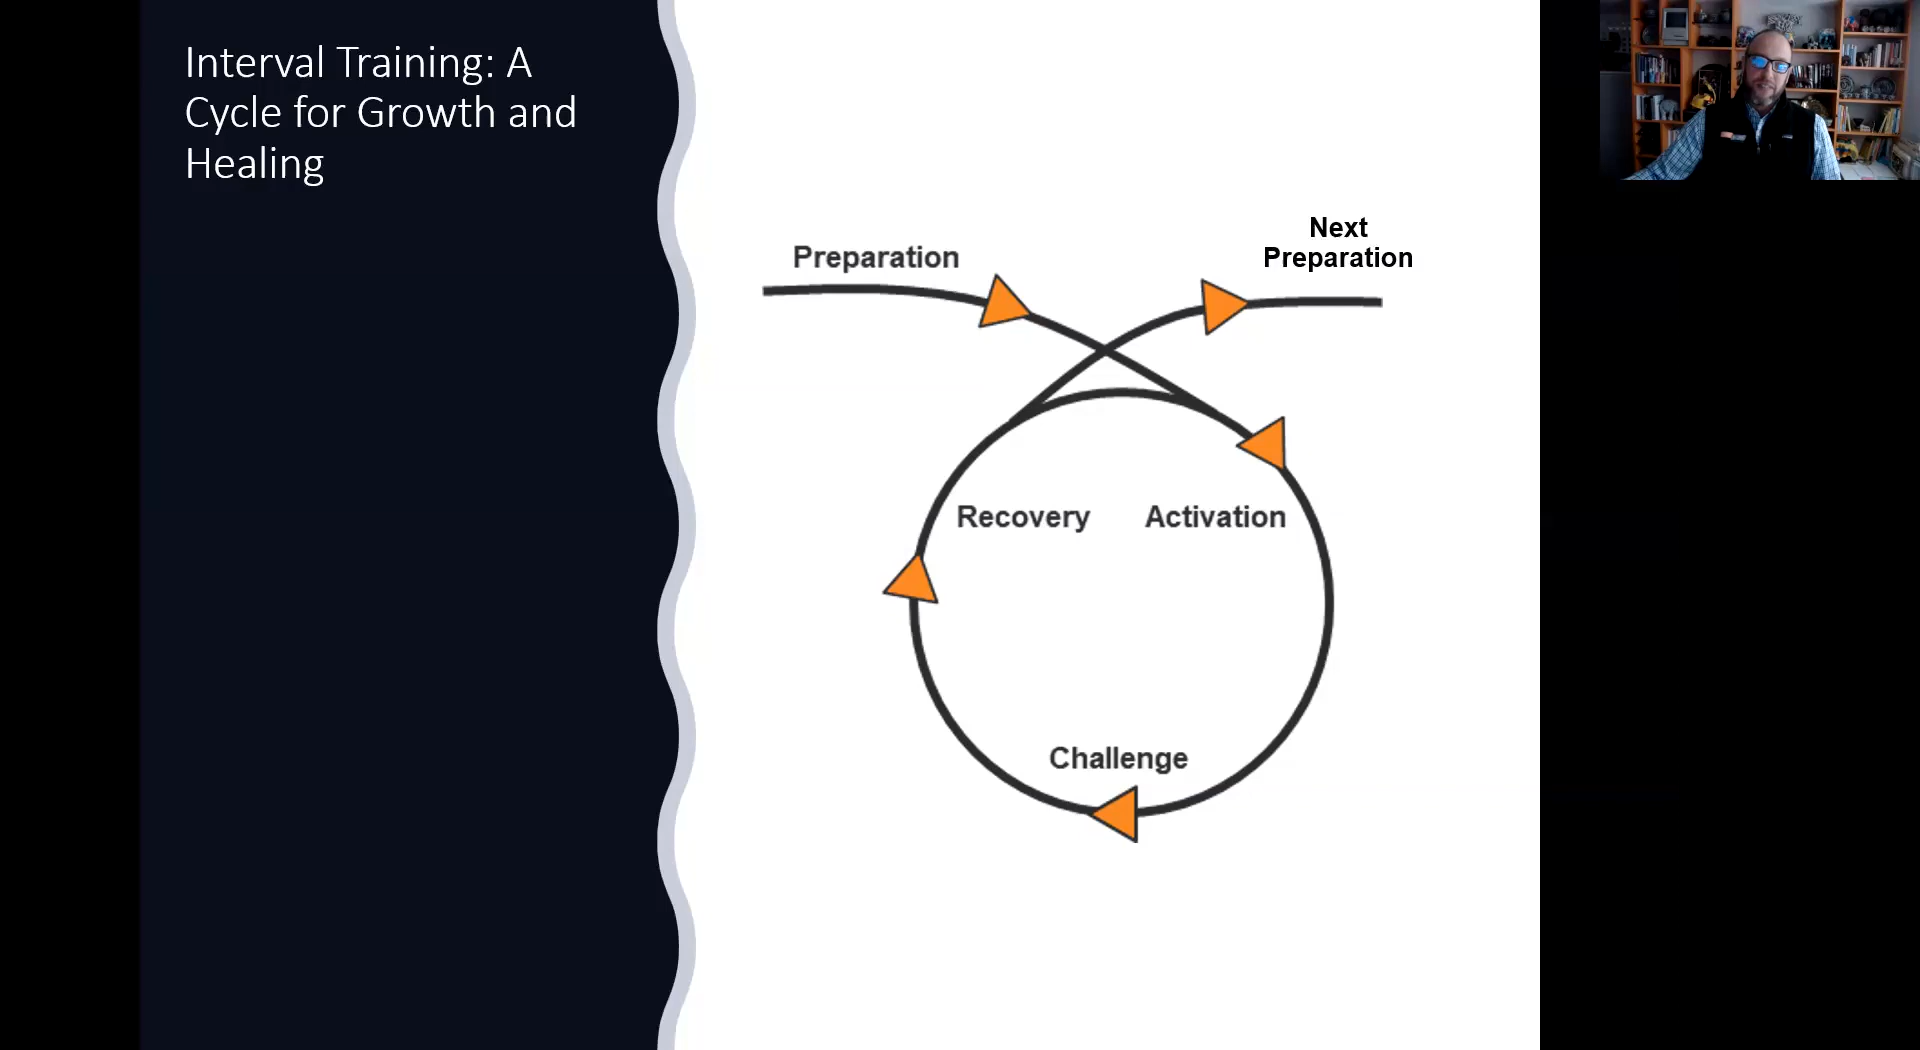 Interval Training: A
Cycle for Growth and
Healing
Preparation
Next
Preparation
Recovery
Activation
Challenge